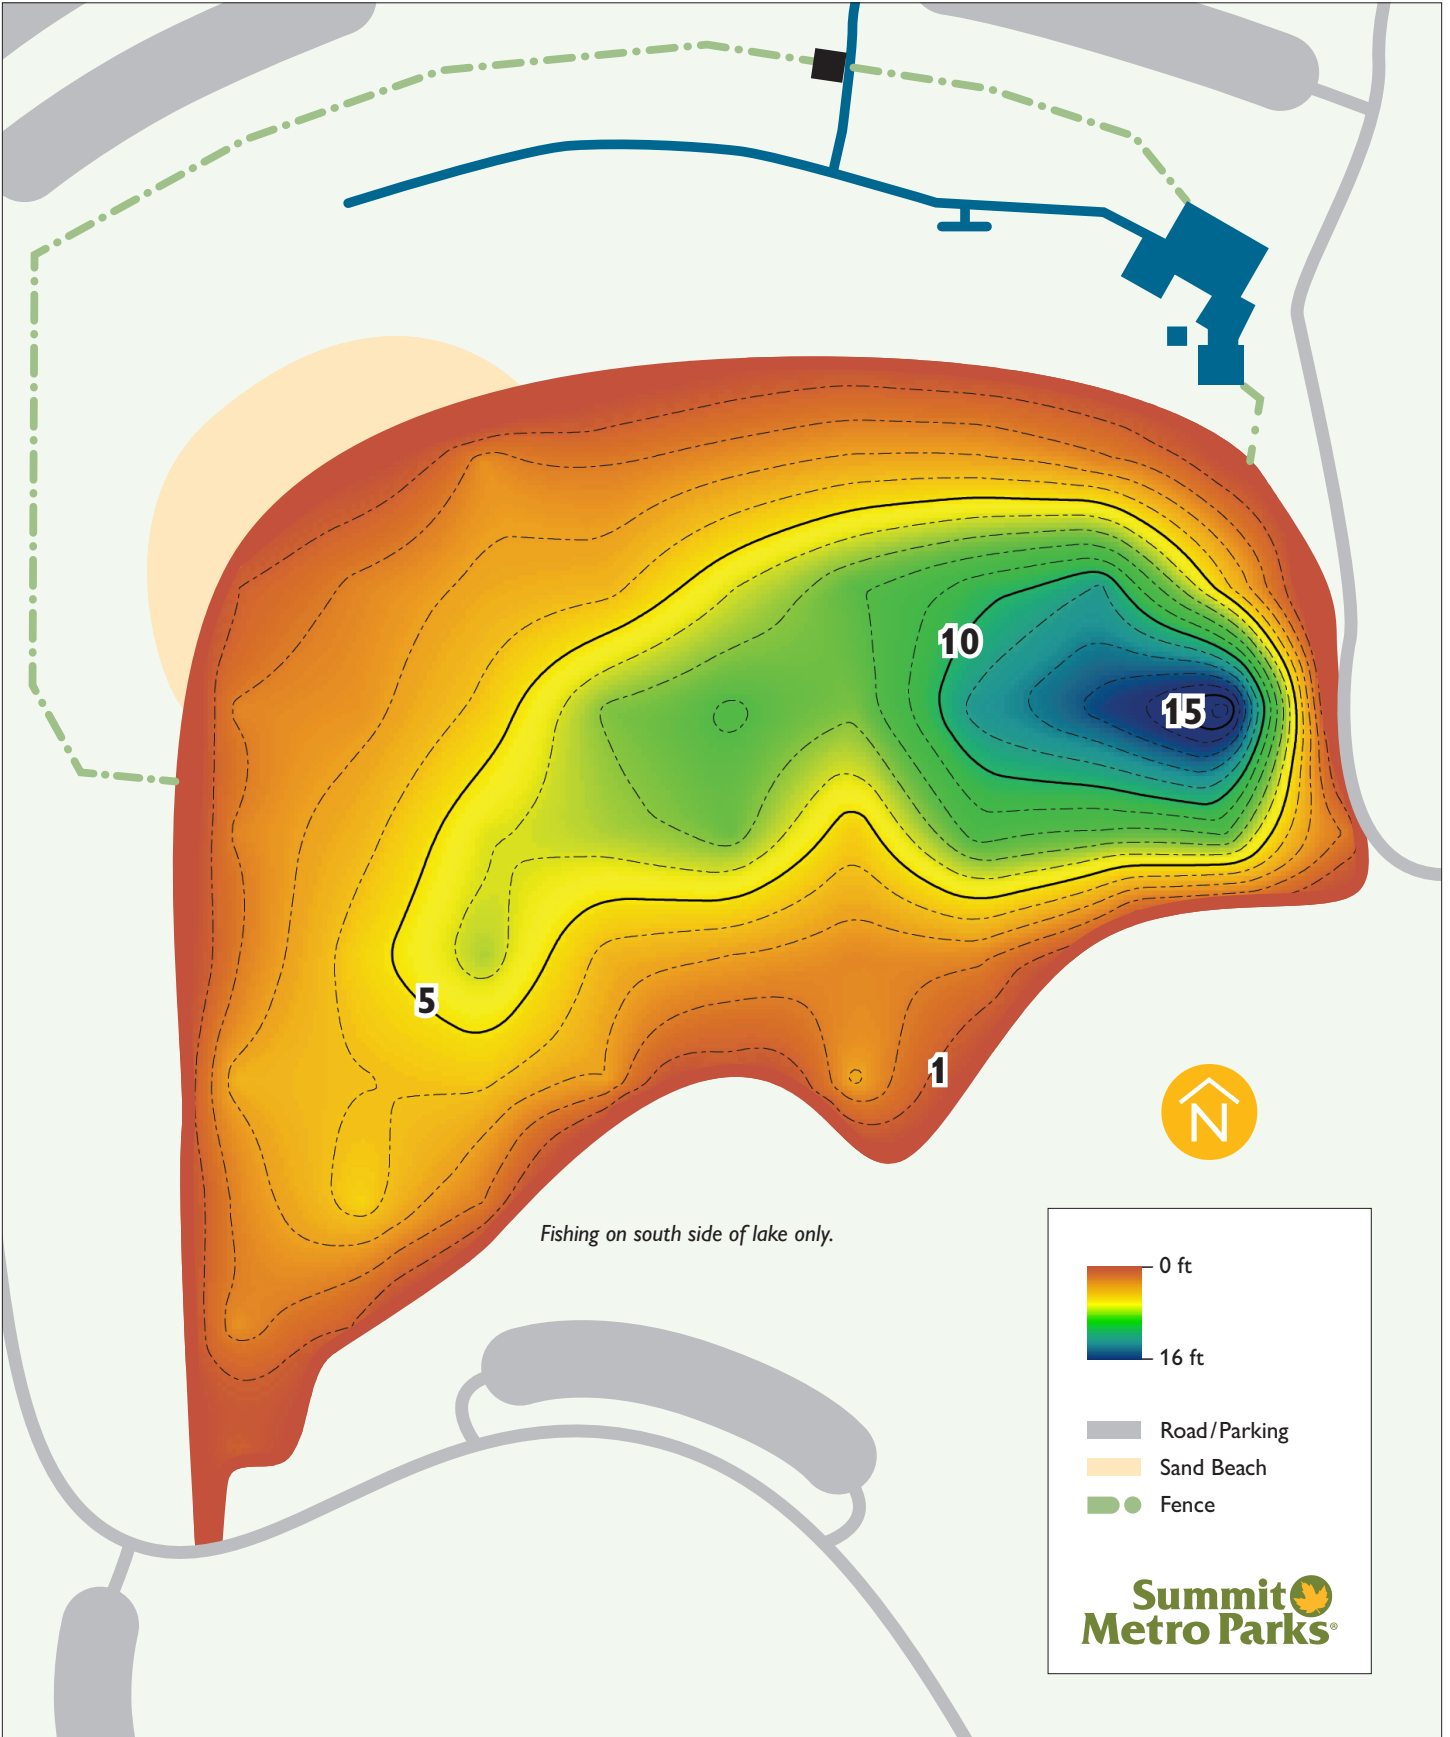 10
15
5
1
N
Fishing on south side of lake only.
0 ft
16 ft
Road/Parking
Sand Beach
Fence
Summit
Metro Parks®